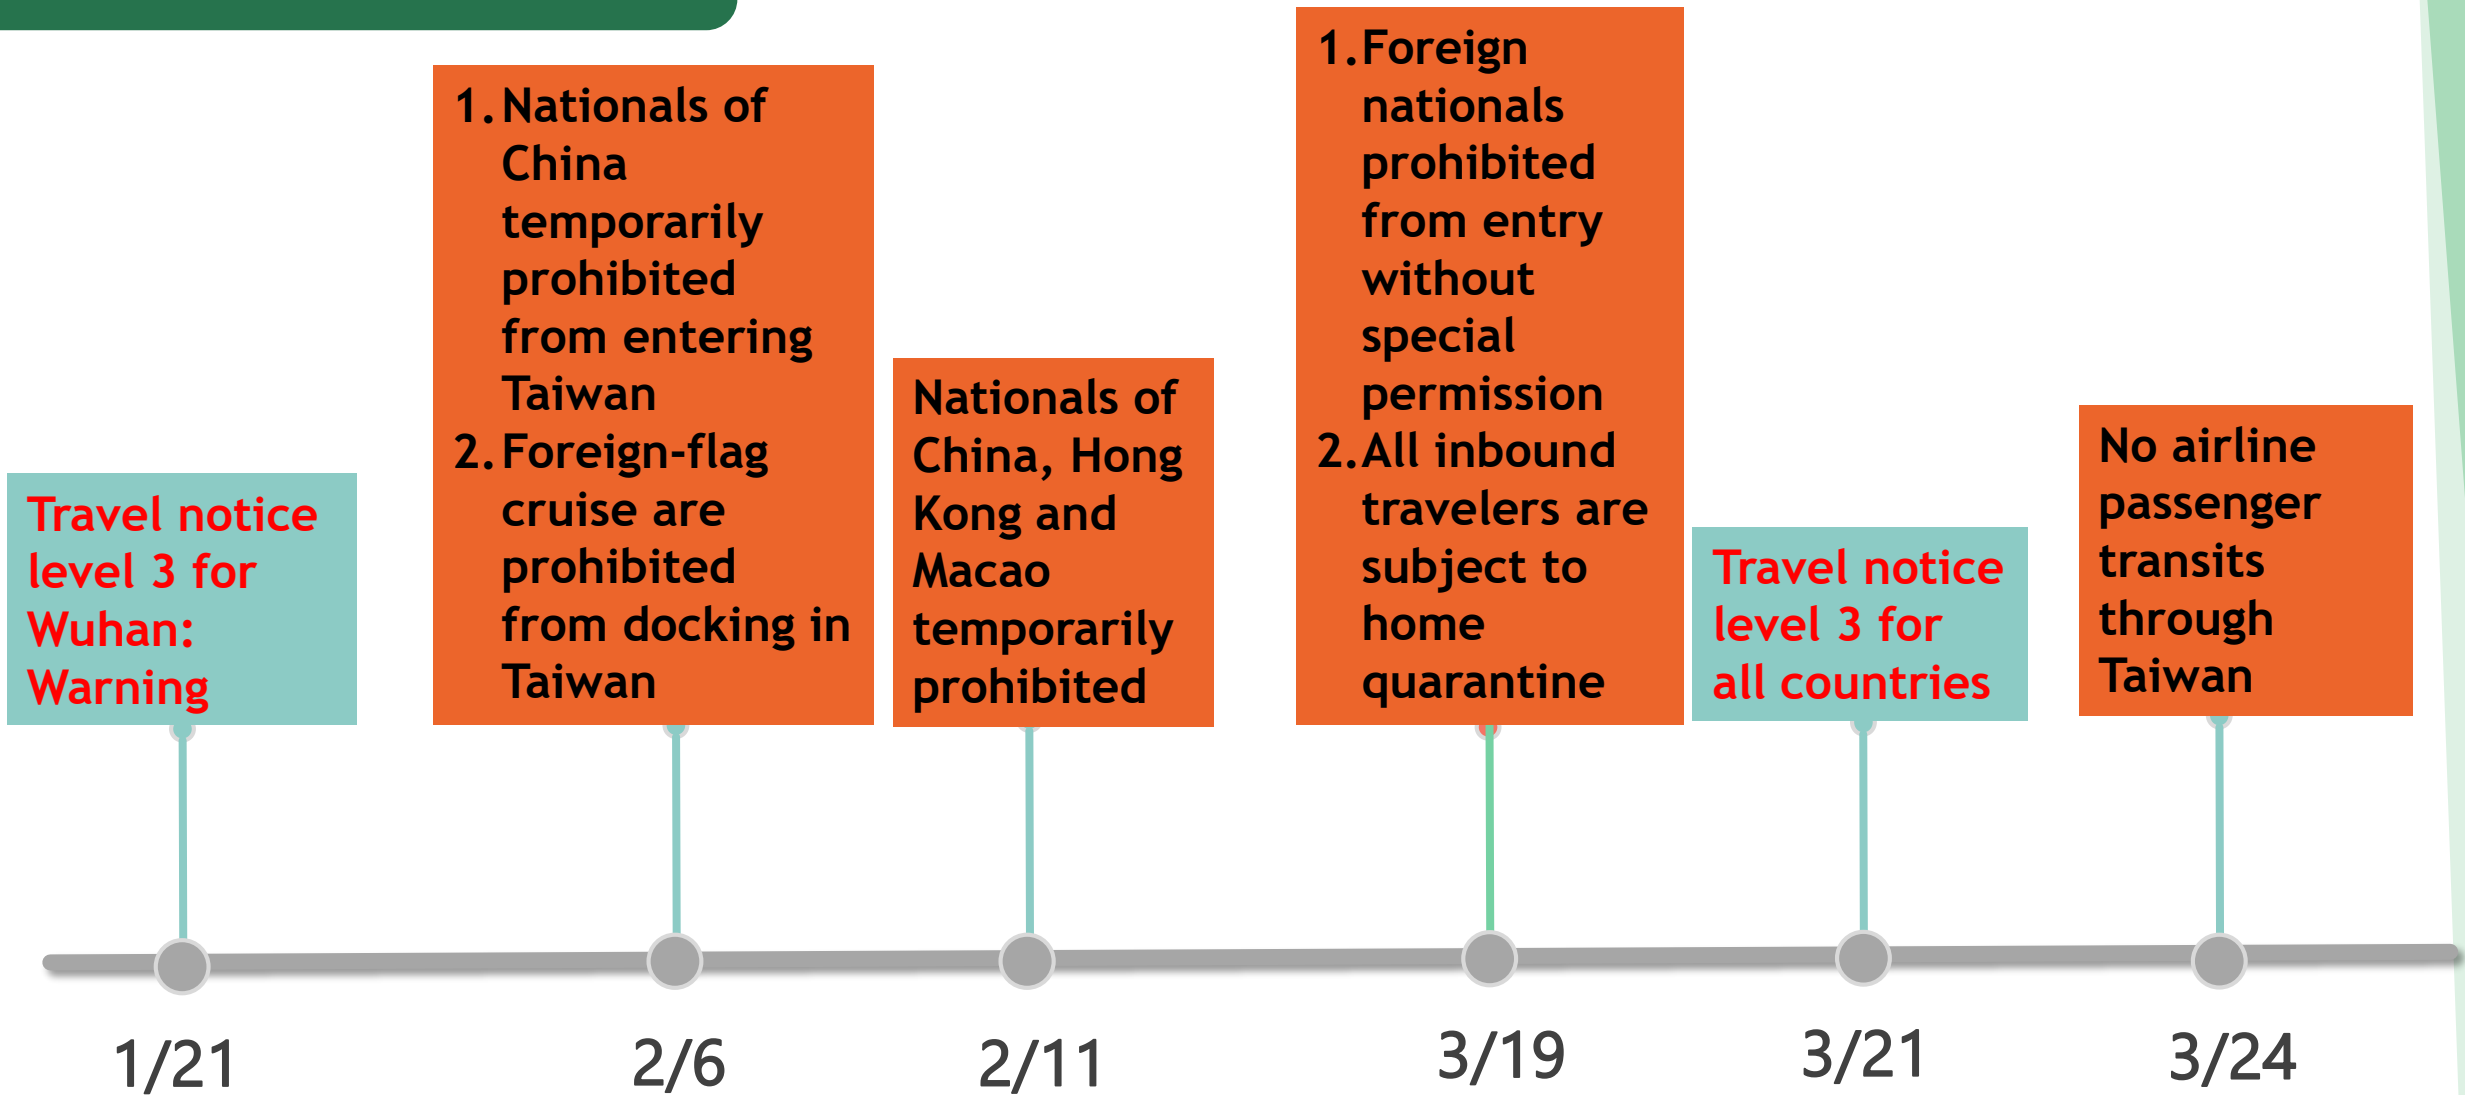 Travel notice
level 3 for
Wuhan:
Warning
1. Nationals of
China
temporarily
prohibited
from entering
Taiwan
2. Foreign-flag
cruise are
prohibited
from docking in
Taiwan
Nationals of
China, Hong
Kong and
Macao
temporarily
prohibited
1. Foreign
nationals
prohibited
from entry
without
special
permission
2. All inbound
travelers are
subject to
home
quarantine
Travel notice
level 3 for
all countries
No airline
passenger
transits
through
Taiwan
1/21
2/6
2/11
3/19
3/21
3/24